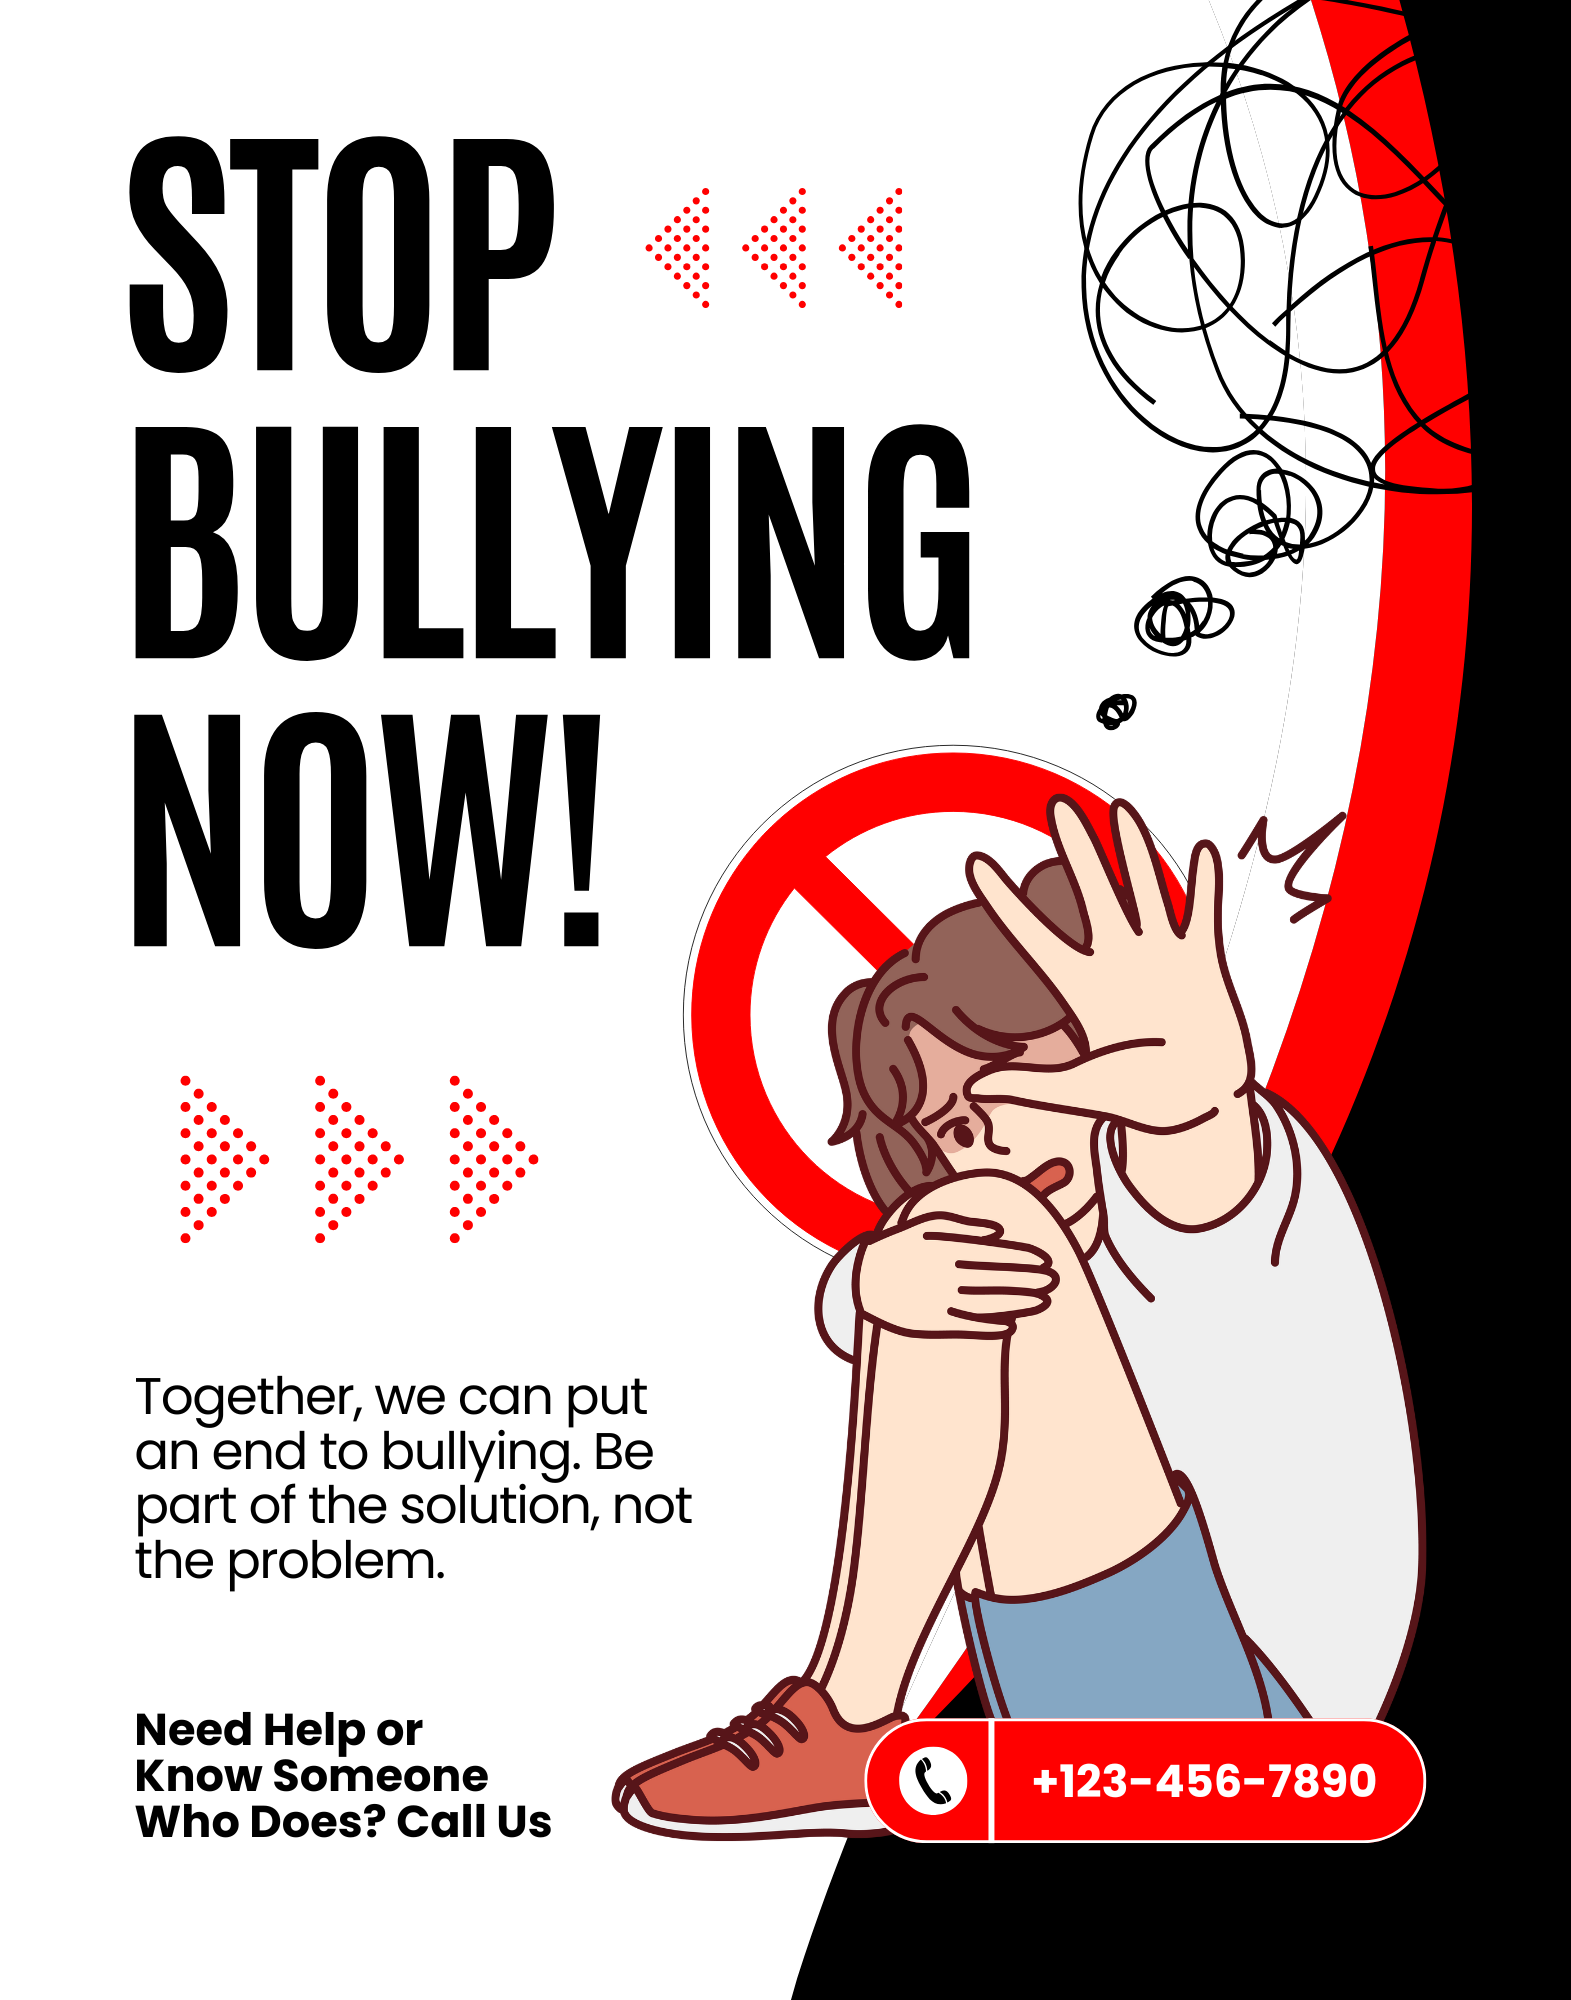 STOP
BULLYING
NOW!
Together, we can put
an end to bullying. Be
part of the solution, not
the problem.
Need Help or
Know Someone
Who Does? Call Us
+123-456-7890